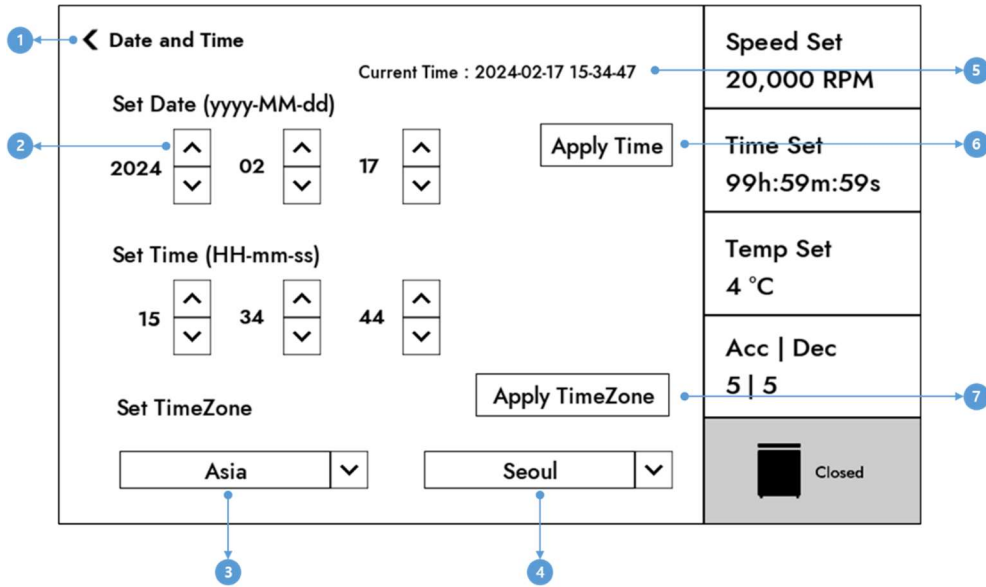 1
Date and Time
Current Time : 2024-02-17 15-34-47
5
Set Date (yyyy-MM-dd)
2
2024 02 17
Apply Time
6
Set Time (HH-mm-ss)
15 34 44
Apply TimeZone
7
Set TimeZone
Asia
Seoul
3
4
Speed Set
20,000 RPM
Time Set
99h:59m:59s
Temp Set
4 °C
Acc | Dec
5 | 5
Closed